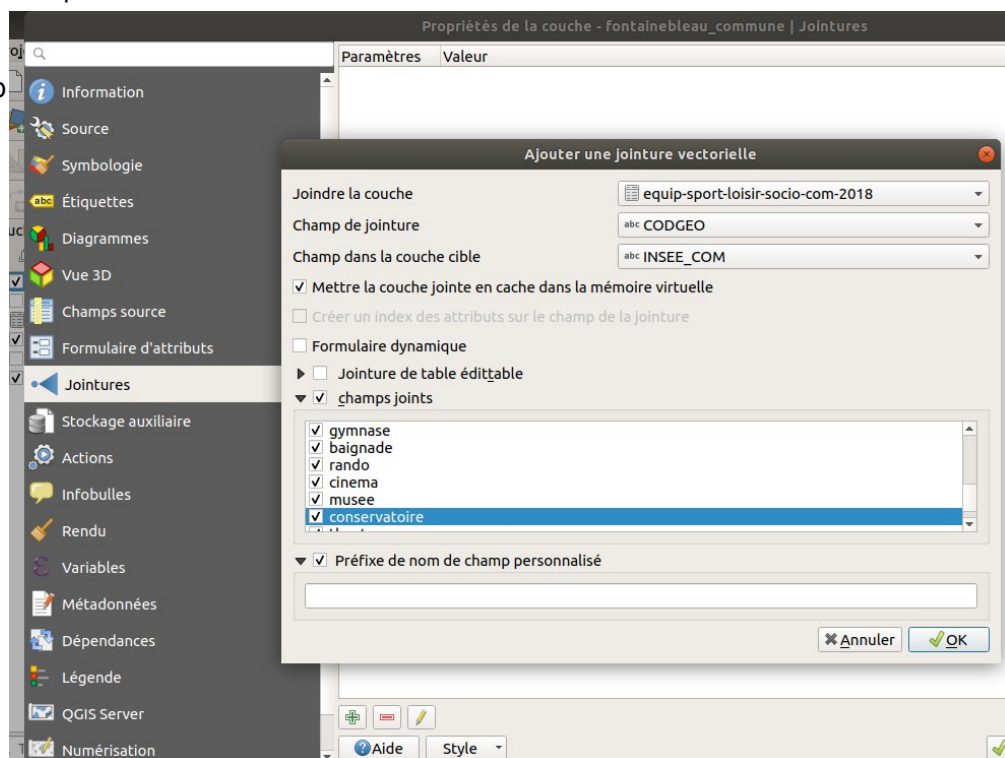 Propriétés de la couche - fontainebleau_commune | Jointures
Information
Source
Symbologie
abc Étiquettes
Diagrammes
Vue 3D
Champs source
Formulaire d'attributs
Jointures
Stockage auxiliaire
Actions
Infobulles
Rendu
Variables
Métadonnées
Dépendances
Légende
QGIS Server
Numérisation
Paramètres Valeur
Ajouter une jointure vectorielle
Joindre la couche equip-sport-loisir-socio-com-2018
Champ de jointure abc CODGEO
Champ dans la couche cible abc INSEE_COM
Mettre la couche jointe en cache dans la mémoire virtuelle
Créer un index des attributs sur le champ de la jointure
Formulaire dynamique
Jointure de table édittable
champs joints
gymnase
baignade
rando
cinema
musee
conservatoire
Préfixe de nom de champ personnalisé
Annuler OK
Aide Style